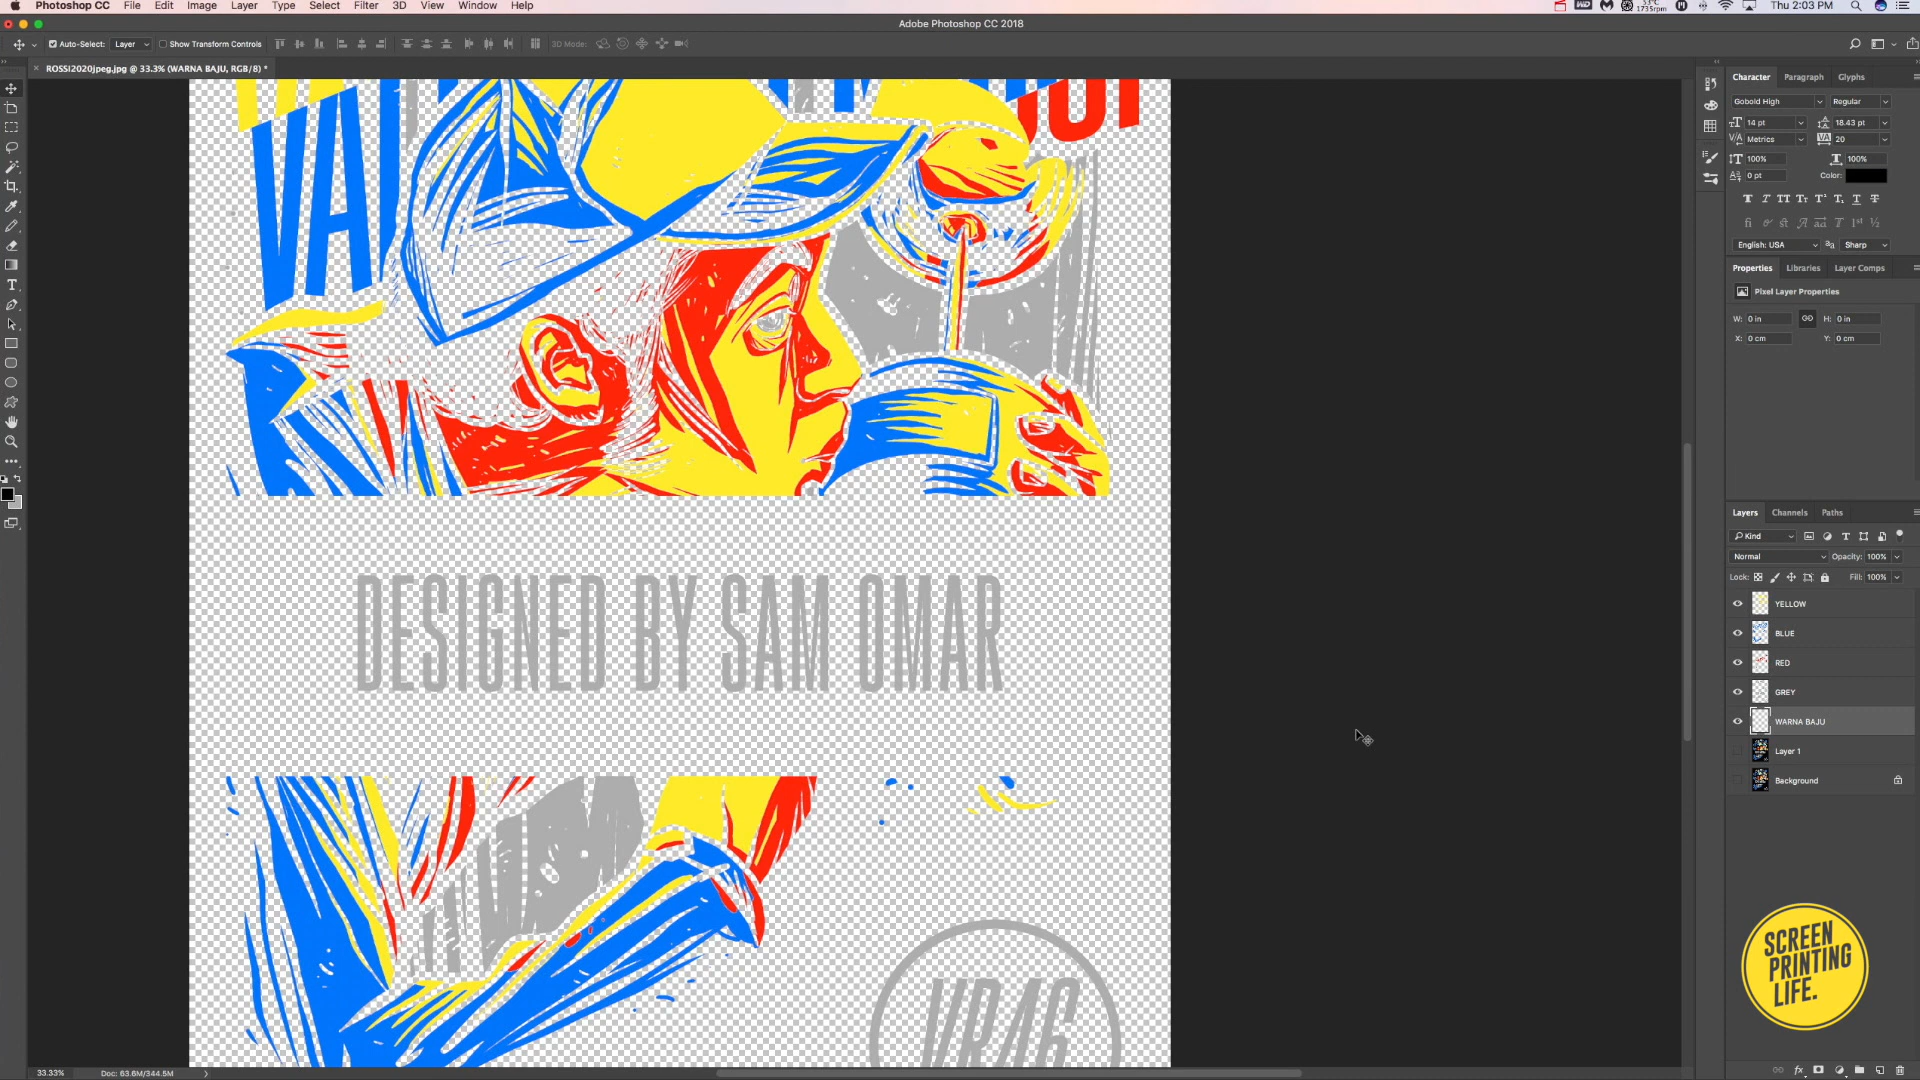 Photoshop CC File Edit Image Layer Type Select Filter 3D View Window Help
Thu 2:03 PM
Adobe Photoshop CC 2018
Auto-Select: Layer Show Transform Controls 3D Mode:
ROSSI2020jpeg.jpg @ 33.3% (WARNA BAJU, RGB/8) *
Character Paragraph Glyphs
Gobold High Regular
14 pt 18.43 pt
Metrics 20
100% 100%
0 pt Color:
English: USA Sharp
Properties Libraries Layer Comps
Pixel Layer Properties
W: 0 in H: 0 in
X: 0 cm Y: 0 cm
Layers Channels Paths
Kind
Normal Opacity: 100%
Lock: Fill: 100%
YELLOW
BLUE
RED
GREY
WARNA BAJU
Layer 1
Background
DESIGNED BY SAM OMAR
VR46
SCREEN
PRINTING
LIFE.
33.33% Doc: 63.6M/344.5M